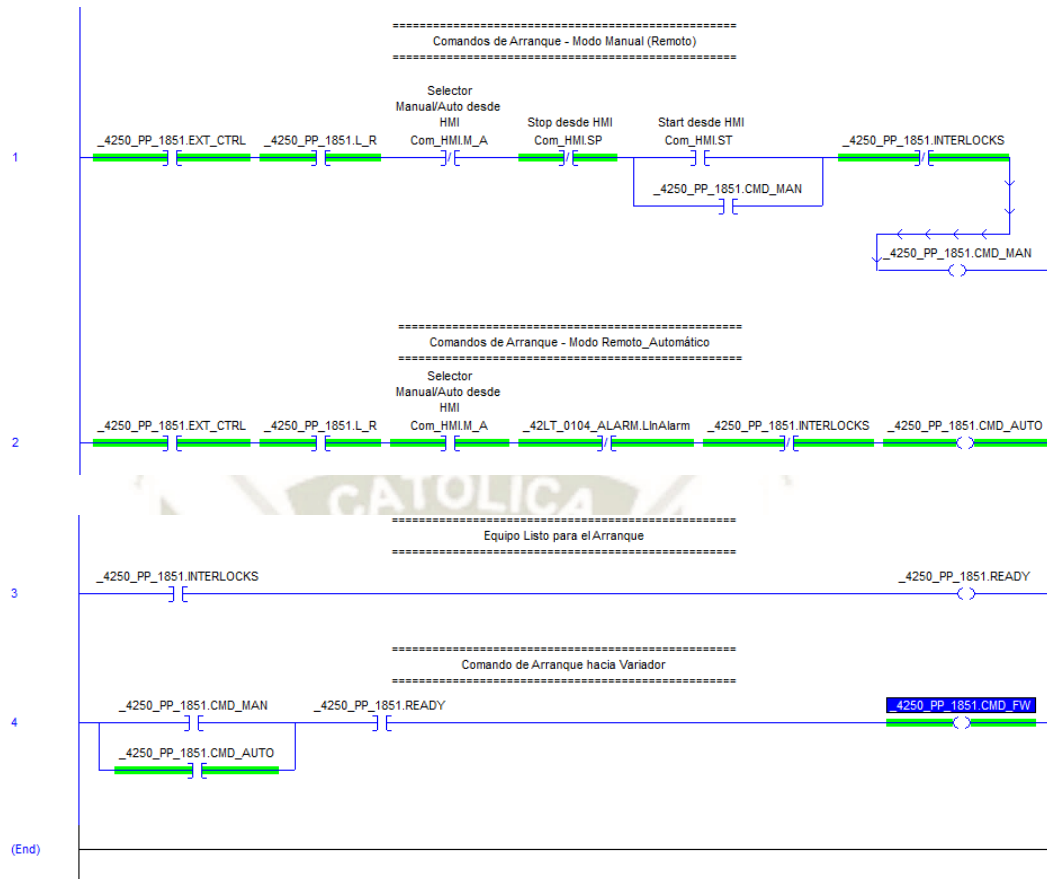 =================================================
Comandos de Arranque - Modo Manual (Remoto)
=================================================
Selector
Manual/Auto desde
HMI
Stop desde HMI
Start desde HMI
_4250_PP_1851.EXT_CTRL
_4250_PP_1851.L_R
Com_HMI.M_A
Com_HMI.SP
Com_HMI.ST
_4250_PP_1851.INTERLOCKS
1
_4250_PP_1851.CMD_MAN
_4250_PP_1851.CMD_MAN
=================================================
Comandos de Arranque - Modo Remoto_Automático
=================================================
Selector
Manual/Auto desde
HMI
_4250_PP_1851.EXT_CTRL
_4250_PP_1851.L_R
Com_HMI.M_A
_42LT_0104_ALARM.LInAlarm
_4250_PP_1851.INTERLOCKS
_4250_PP_1851.CMD_AUTO
2
CATOLICA
=================================================
Equipo Listo para el Arranque
=================================================
_4250_PP_1851.INTERLOCKS
_4250_PP_1851.READY
3
=================================================
Comando de Arranque hacia Variador
=================================================
_4250_PP_1851.CMD_MAN
_4250_PP_1851.READY
_4250_PP_1851.CMD_FW
4
_4250_PP_1851.CMD_AUTO
(End)